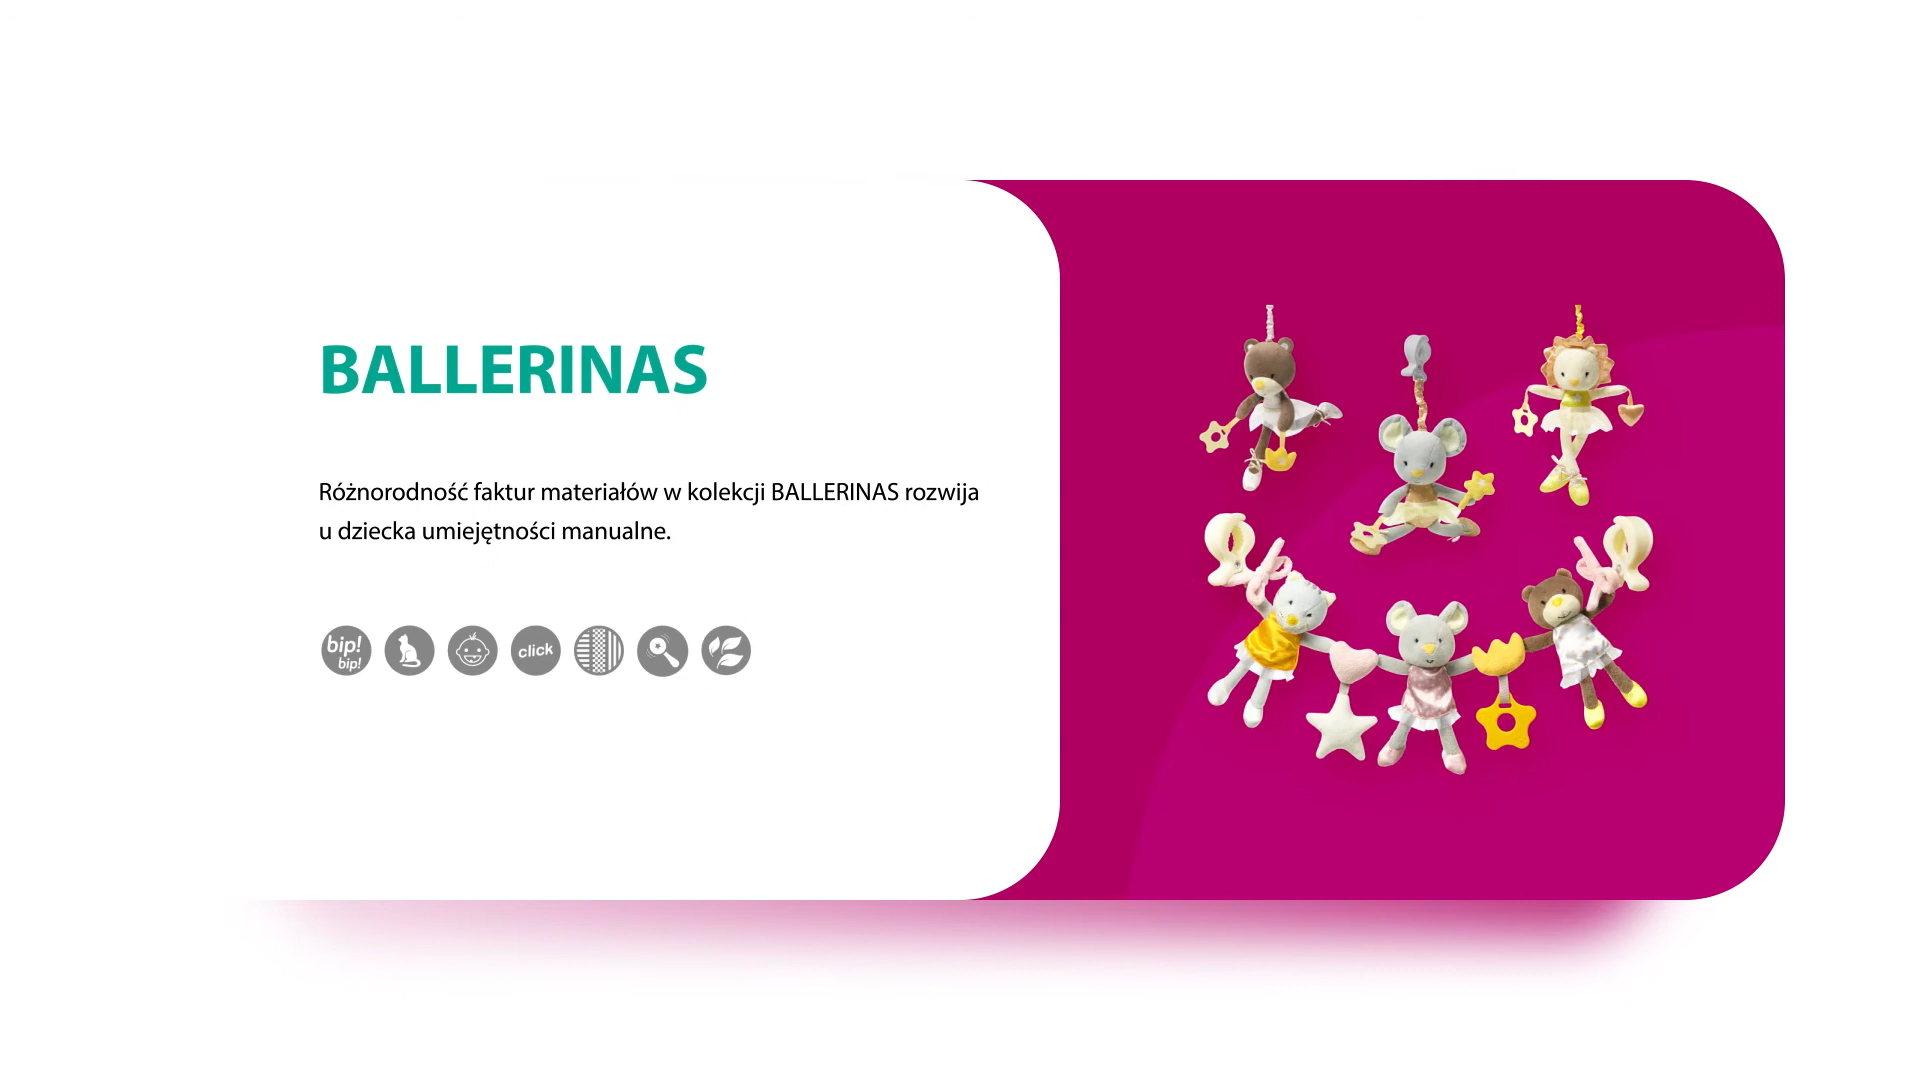 BALLERINAS
Różnorodność faktur materiałów w kolekcji BALLERINAS rozwija
u dziecka umiejętności manualne.
bip!
bip!
click